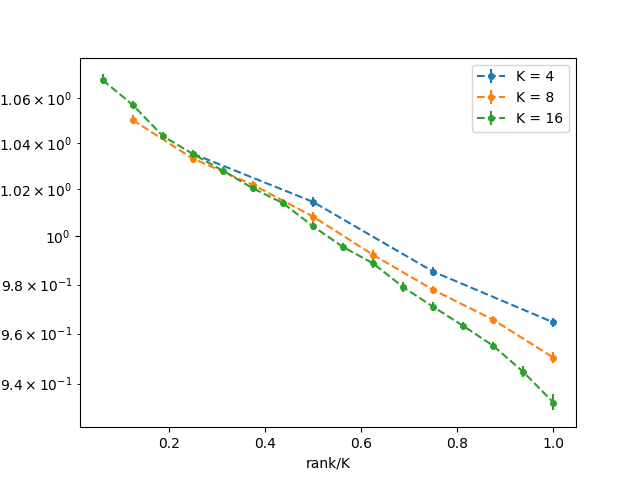 K = 4
K = 8
K = 16
1.06 × 10⁰
1.04 × 10⁰
1.02 × 10⁰
10⁰
9.8 × 10⁻¹
9.6 × 10⁻¹
9.4 × 10⁻¹
0.2 0.4 0.6 0.8 1.0
rank/K